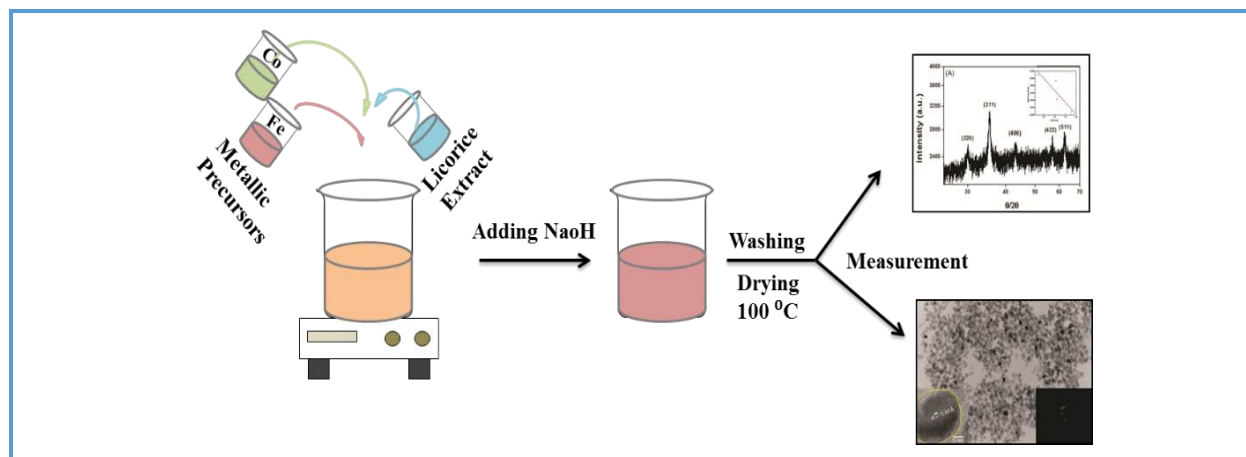 Co
Fe
Metallic
Precursors
Licorice
Extract
Adding NaoH
Washing
Drying
100 ⁰C
Measurement
(A)
Intensity (a.u.)
4000
3200
2800
2400
(220)
(311)
(400)
(422)
(511)
30
40
50
60
70
θ/2θ